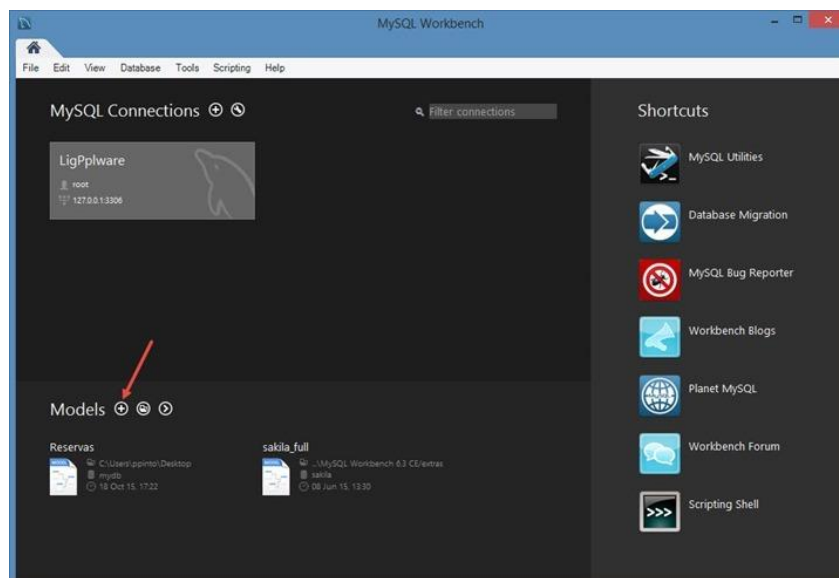 MySQL Workbench
File Edit View Database Tools Scripting Help
MySQL Connections
Filter connections
LigPplware
root
127.0.0.1:3306
Models
Reservas
C:\Users\ppinto\Desktop
mydb
18 Oct 15, 17:22
sakila_full
...\MySQL Workbench 6.3 CE/extras
sakila
08 Jun 15, 13:30
Shortcuts
MySQL Utilities
Database Migration
MySQL Bug Reporter
Workbench Blogs
Planet MySQL
Workbench Forum
Scripting Shell